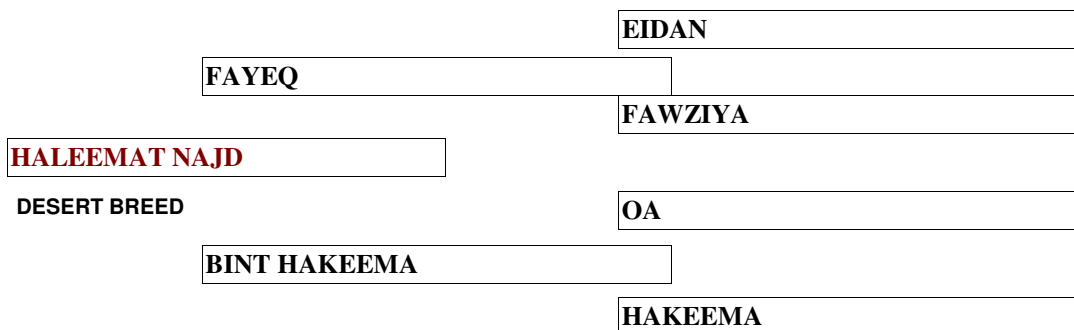 EIDAN
FAYEQ
FAWZIYA
HALEEMAT NAJD
DESERT BREED
OA
BINT HAKEEMA
HAKEEMA